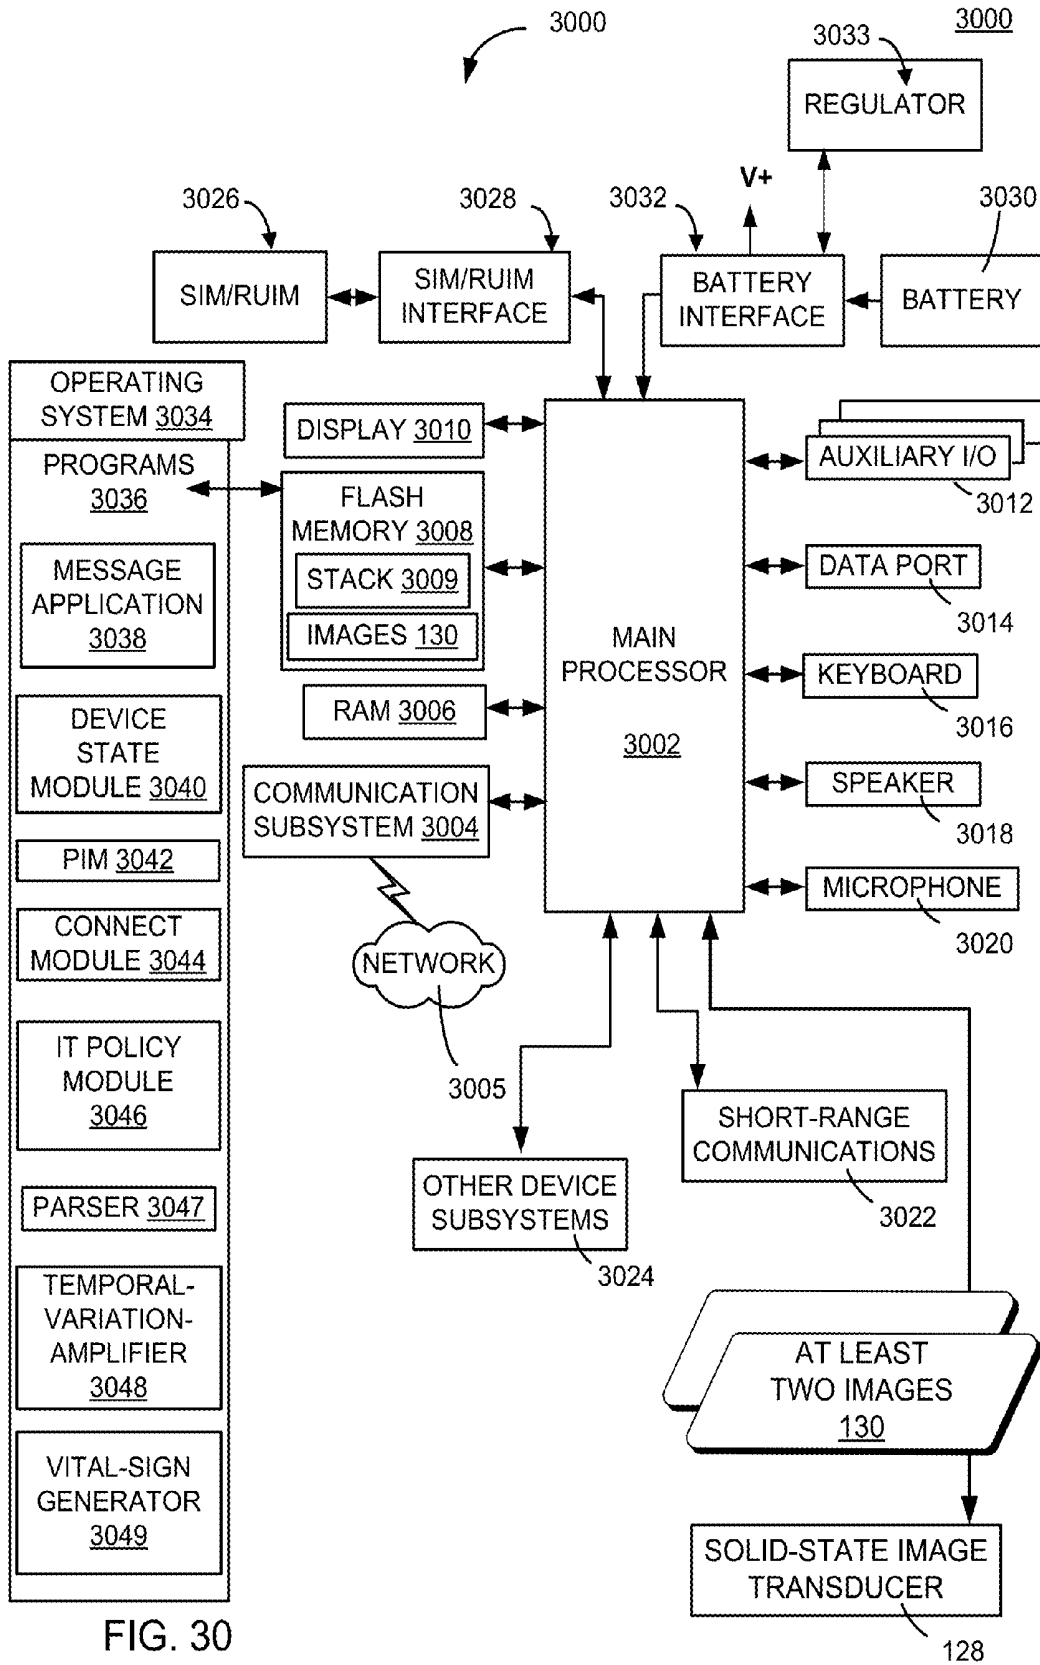 3000
3000
3033
REGULATOR
V+
3026
3028
3032
3030
SIM/RUIM
SIM/RUIM
INTERFACE
BATTERY
INTERFACE
BATTERY
OPERATING
SYSTEM 3034
PROGRAMS
3036
MESSAGE
APPLICATION
3038
DEVICE
STATE
MODULE 3040
PIM 3042
CONNECT
MODULE 3044
IT POLICY
MODULE
3046
PARSER 3047
TEMPORAL-
VARIATION-
AMPLIFIER
3048
VITAL-SIGN
GENERATOR
3049
DISPLAY 3010
FLASH
MEMORY 3008
STACK 3009
IMAGES 130
RAM 3006
COMMUNICATION
SUBSYSTEM 3004
NETWORK
3005
MAIN
PROCESSOR
3002
AUXILIARY I/O
3012
DATA PORT
3014
KEYBOARD
3016
SPEAKER
3018
MICROPHONE
3020
SHORT-RANGE
COMMUNICATIONS
3022
OTHER DEVICE
SUBSYSTEMS
3024
AT LEAST
TWO IMAGES
130
SOLID-STATE IMAGE
TRANSDUCER
128
FIG. 30